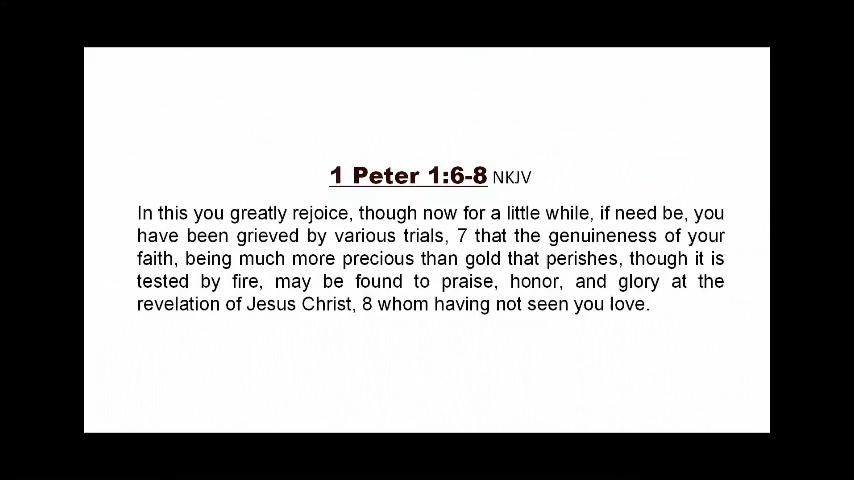 1 Peter 1:6-8 NKJV
In this you greatly rejoice, though now for a little while, if need be, you
have been grieved by various trials, 7 that the genuineness of your
faith, being much more precious than gold that perishes, though it is
tested by fire, may be found to praise, honor, and glory at the
revelation of Jesus Christ, 8 whom having not seen you love.